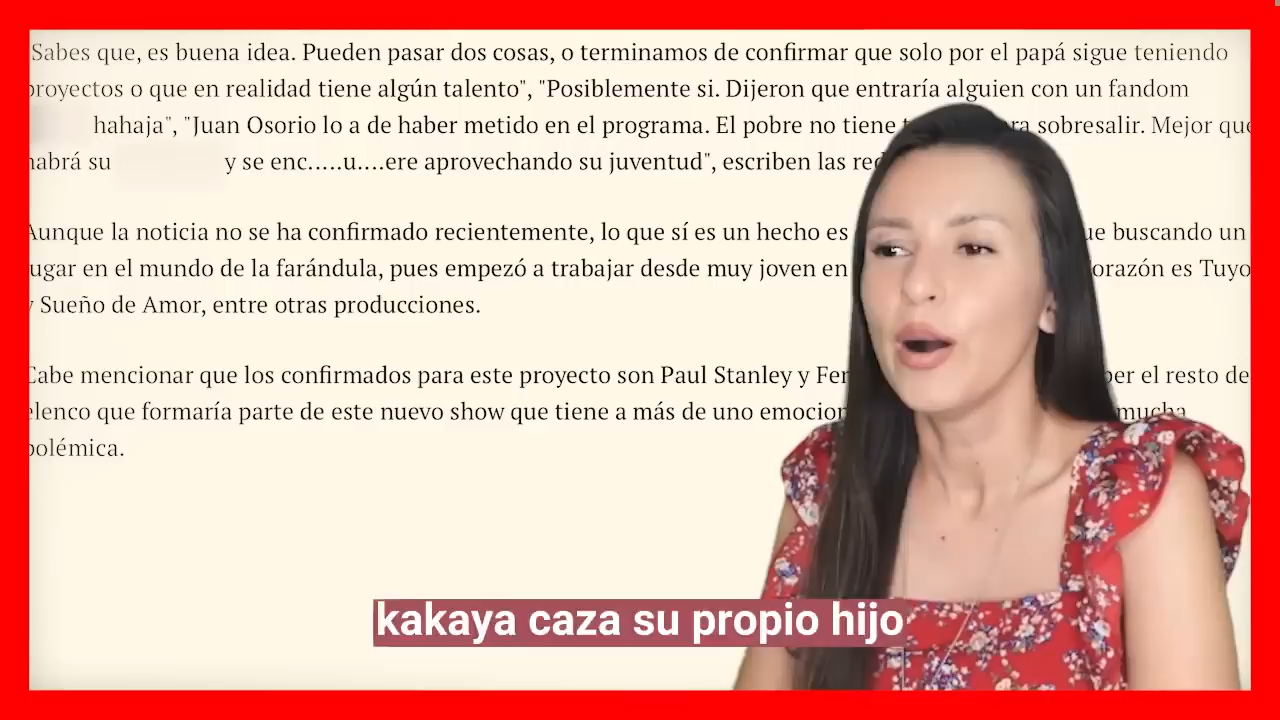 Sabes que, es buena idea. Pueden pasar dos cosas, o terminamos de confirmar que solo por el papá sigue teniendo
proyectos o que en realidad tiene algún talento", "Posiblemente si. Dijeron que entraría alguien con un fandom
hahaja", "Juan Osorio lo a de haber metido en el programa. El pobre no tiene sobresalir. Mejor que
habrá su y se enc.....u....ere aprovechando su juventud", escriben las
Aunque la noticia no se ha confirmado recientemente, lo que sí es un hecho es buscando un
lugar en el mundo de la farándula, pues empezó a trabajar desde muy joven en es Tuyo
y Sueño de Amor, entre otras producciones.
Cabe mencionar que los confirmados para este proyecto son Paul Stanley y el resto de
elenco que formaría parte de este nuevo show que tiene a más de uno mucha
polémica.
kakaya caza su propio hijo